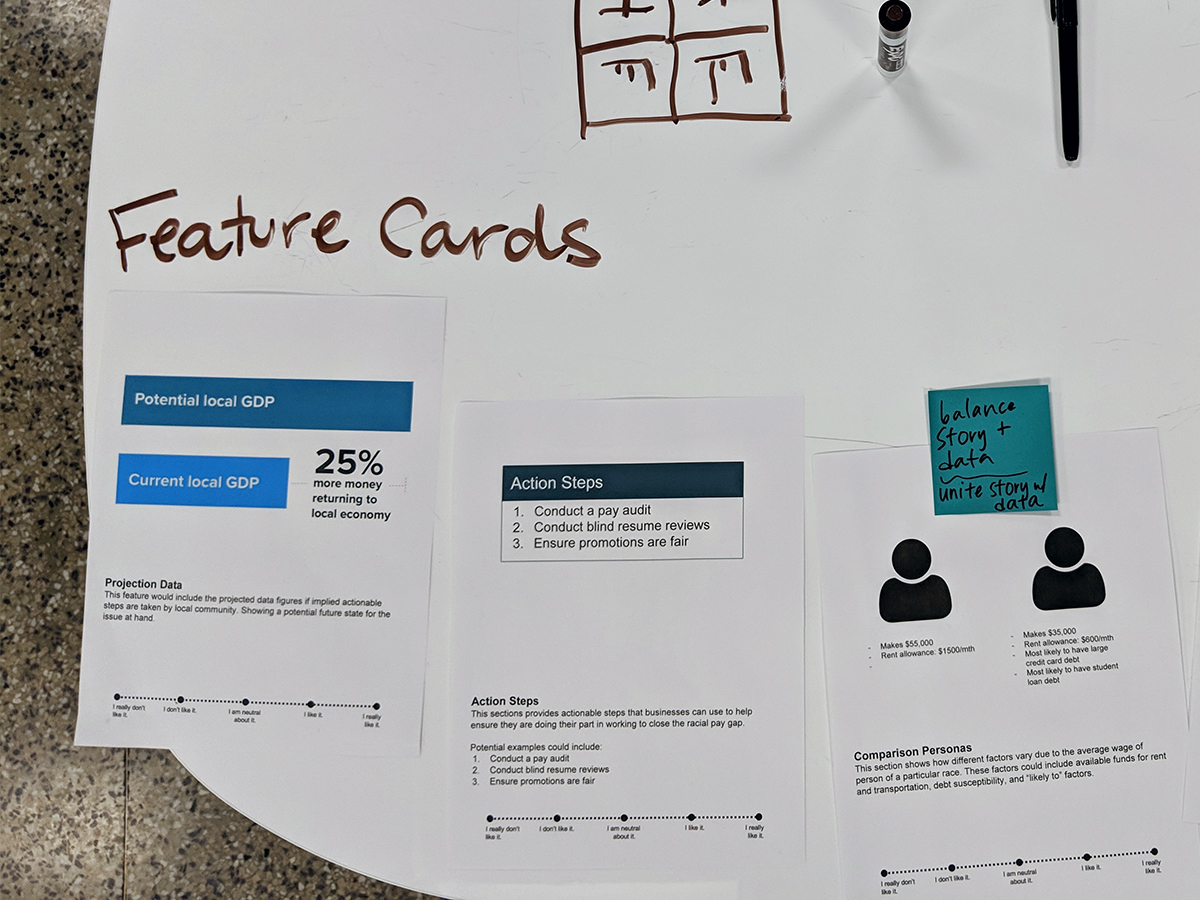 Feature Cards
Potential local GDP
Current local GDP
25%
more money
returning to
local economy
Projection Data
This feature would include the projected data figures if implied actionable
steps are taken by local community. Showing a potential future state for the
issue at hand.
I really don't
like it.
I don't like it.
I am neutral
about it.
I like it.
I really
like it.
Action Steps
1. Conduct a pay audit
2. Conduct blind resume reviews
3. Ensure promotions are fair
Action Steps
This sections provides actionable steps that businesses can use to help
ensure they are doing their part in working to close the racial pay gap.
Potential examples could include:
1. Conduct a pay audit
2. Conduct blind resume reviews
3. Ensure promotions are fair
I really don't
like it.
I don't like it.
I am neutral
about it.
I like it.
I really
like it.
balance
story +
data
unite story w/
data
- Makes $55,000
- Rent allowance: $1500/mth
-
- Makes $35,000
- Rent allowance: $600/mth
- Most likely to have large
credit card debt
- Most likely to have student
loan debt
Comparison Personas
This section shows how different factors vary due to the average wage of
person of a particular race. These factors could include available funds for rent
and transportation, debt susceptibility, and "likely to" factors.
I really don't
like it.
I don't like it.
I am neutral
about it.
I like it.
I really
like it.